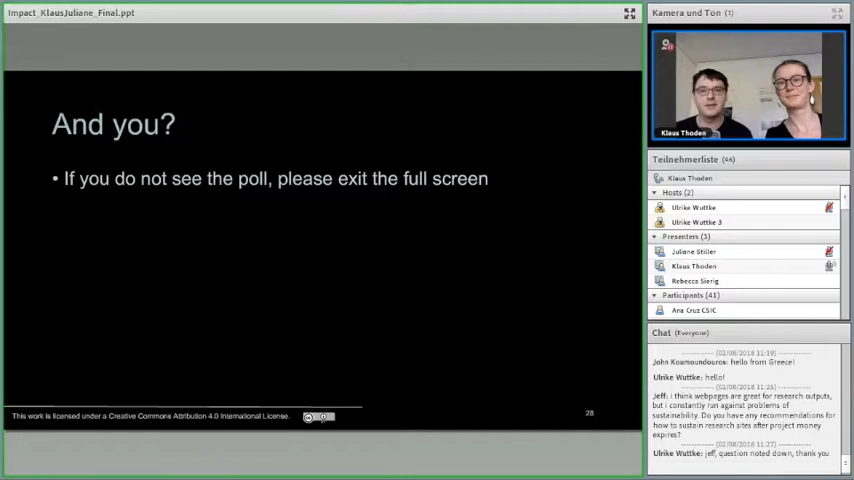 Impact_KlausJuliane_Final.ppt
And you?
• If you do not see the poll, please exit the full screen
This work is licensed under a Creative Commons Attribution 4.0 International License.
28
Kamera und Ton (1)
Klaus Thoden
Teilnehmerliste (46)
Klaus Thoden
Hosts (2)
Ulrike Wuttke
Ulrike Wuttke 3
Presenters (3)
Juliane Stiller
Klaus Thoden
Rebecca Sierig
Participants (41)
Ana Cruz CSIC
Chat (Everyone)
------------- (02/08/2018 11:19) -------------
John Koumoundouros: hello from Greece!
Ulrike Wuttke: hello!
------------- (02/08/2018 11:26) -------------
Jeff: I think webpages are great for research outputs,
but I constantly run against problems of
sustainability. Do you have any recommendations for
how to sustain research sites after project money
expires?
------------- (02/08/2018 11:27) -------------
Ulrike Wuttke: jeff, question noted down, thank you